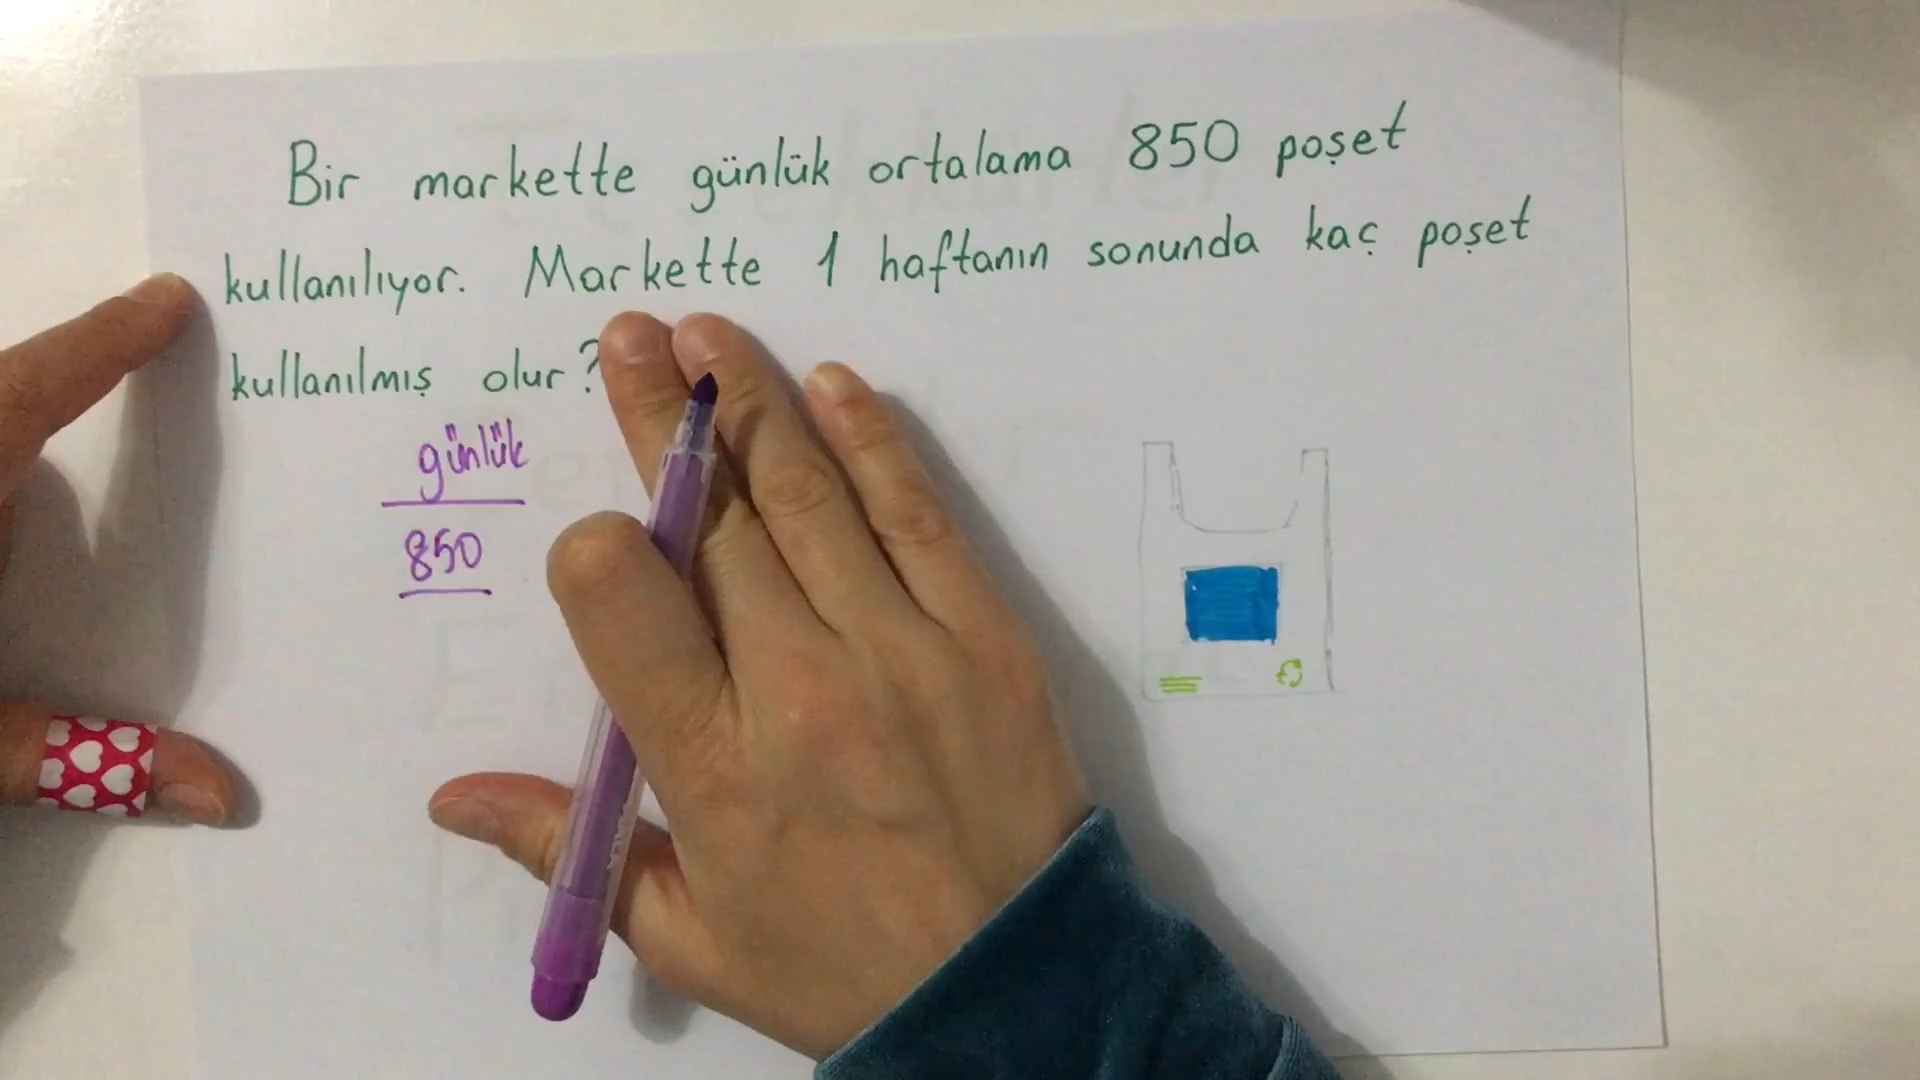 Bir markette günlük ortalama 850 poşet
kullanılıyor. Markette 1 haftanın sonunda kaç poşet
kullanılmış olur?
günlük
850